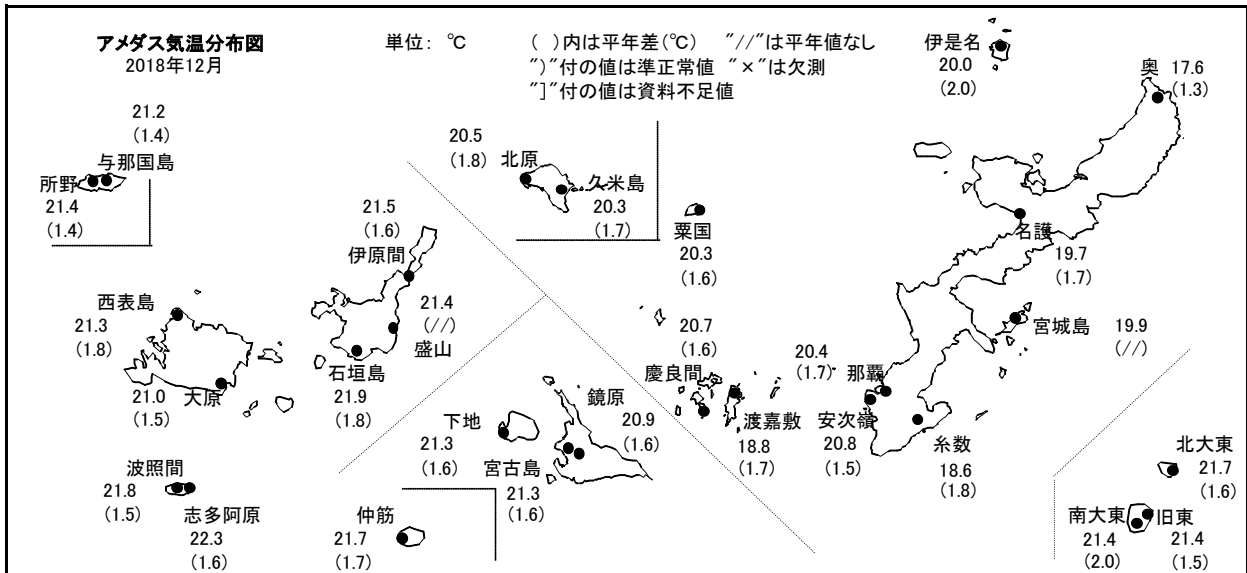 アメダス気温分布図
2018年12月
単位： ℃
( )内は平年差(℃) "//"は平年値なし
")"付の値は準正常値 "×"は欠測
"]"付の値は資料不足値
伊是名
20.0
(2.0)
奥
17.6
(1.3)
21.2
(1.4)
与那国島
所野
21.4
(1.4)
20.5
(1.8)
北原
久米島
20.3
(1.7)
粟国
20.3
(1.6)
名護
19.7
(1.7)
21.5
(1.6)
伊原間
21.4
(//)
盛山
石垣島
21.9
(1.8)
西表島
21.3
(1.8)
大原
21.0
(1.5)
宮城島
19.9
(//)
20.7
(1.6)
慶良間
渡嘉敷
18.8
(1.7)
20.4
(1.7)
那覇
安次嶺
20.8
(1.5)
糸数
18.6
(1.8)
下地
21.3
(1.6)
鏡原
20.9
(1.6)
宮古島
21.3
(1.6)
波照間
21.8
(1.5)
志多阿原
22.3
(1.6)
仲筋
21.7
(1.7)
北大東
21.7
(1.6)
南大東
21.4
(2.0)
旧東
21.4
(1.5)